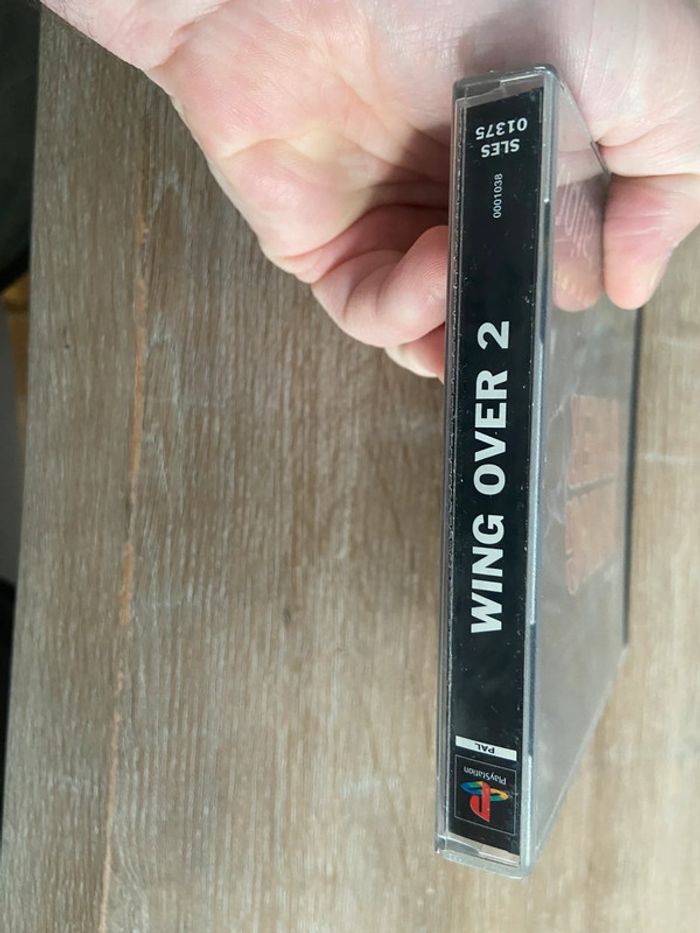 SLES
01375
0001038
WING OVER 2
PAL
PlayStation